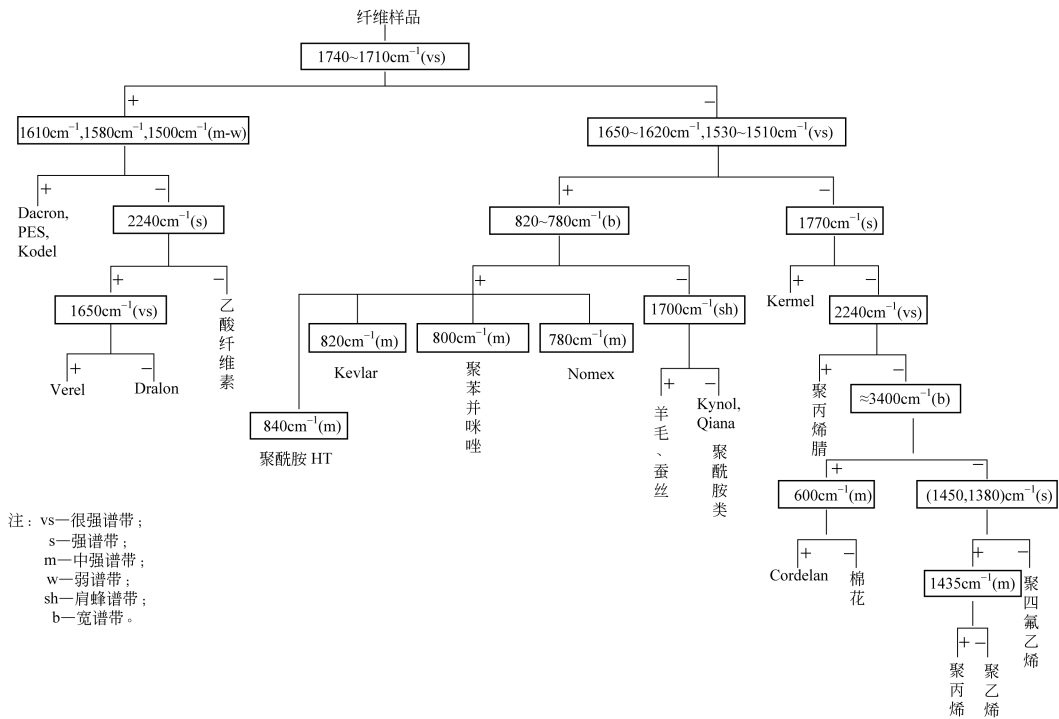 纤维样品
1740~1710cm⁻¹(vs)
+
−
1610cm⁻¹,1580cm⁻¹,1500cm⁻¹(m-w)
1650~1620cm⁻¹,1530~1510cm⁻¹(vs)
+
−
+
−
Dacron,
PES,
Kodel
2240cm⁻¹(s)
820~780cm⁻¹(b)
1770cm⁻¹(s)
+
−
+
−
+
−
1650cm⁻¹(vs)
乙酸纤维素
1700cm⁻¹(sh)
Kermel
2240cm⁻¹(vs)
820cm⁻¹(m)
800cm⁻¹(m)
780cm⁻¹(m)
+
−
Verel
Dralon
Kevlar
聚苯并咪唑
Nomex
+
−
+
−
羊毛、蚕丝
Kynol,
Qiana
聚酰胺类
聚丙烯腈
≈3400cm⁻¹(b)
840cm⁻¹(m)
聚酰胺 HT
+
−
600cm⁻¹(m)
(1450,1380)cm⁻¹(s)
+
−
+
−
Cordelan
棉花
1435cm⁻¹(m)
聚四氟乙烯
+
−
聚丙烯
聚乙烯
注：vs—很强谱带；
s—强谱带；
m—中强谱带；
w—弱谱带；
sh—肩蜂谱带；
b—宽谱带。